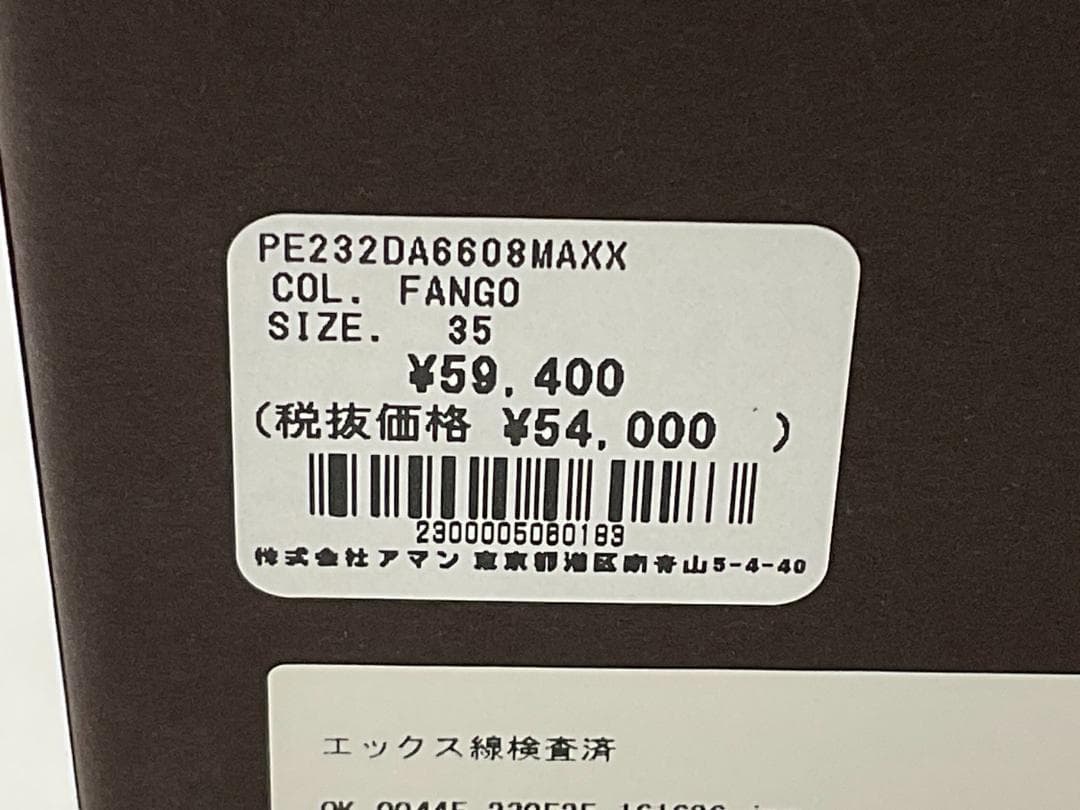 PE232DA6608MAXX
COL. FANGO
SIZE. 35
¥59,400
(税抜価格 ¥54,000 )
2300005080183
株式会社アマン 東京都港区南青山5-4-40
エックス線検査済